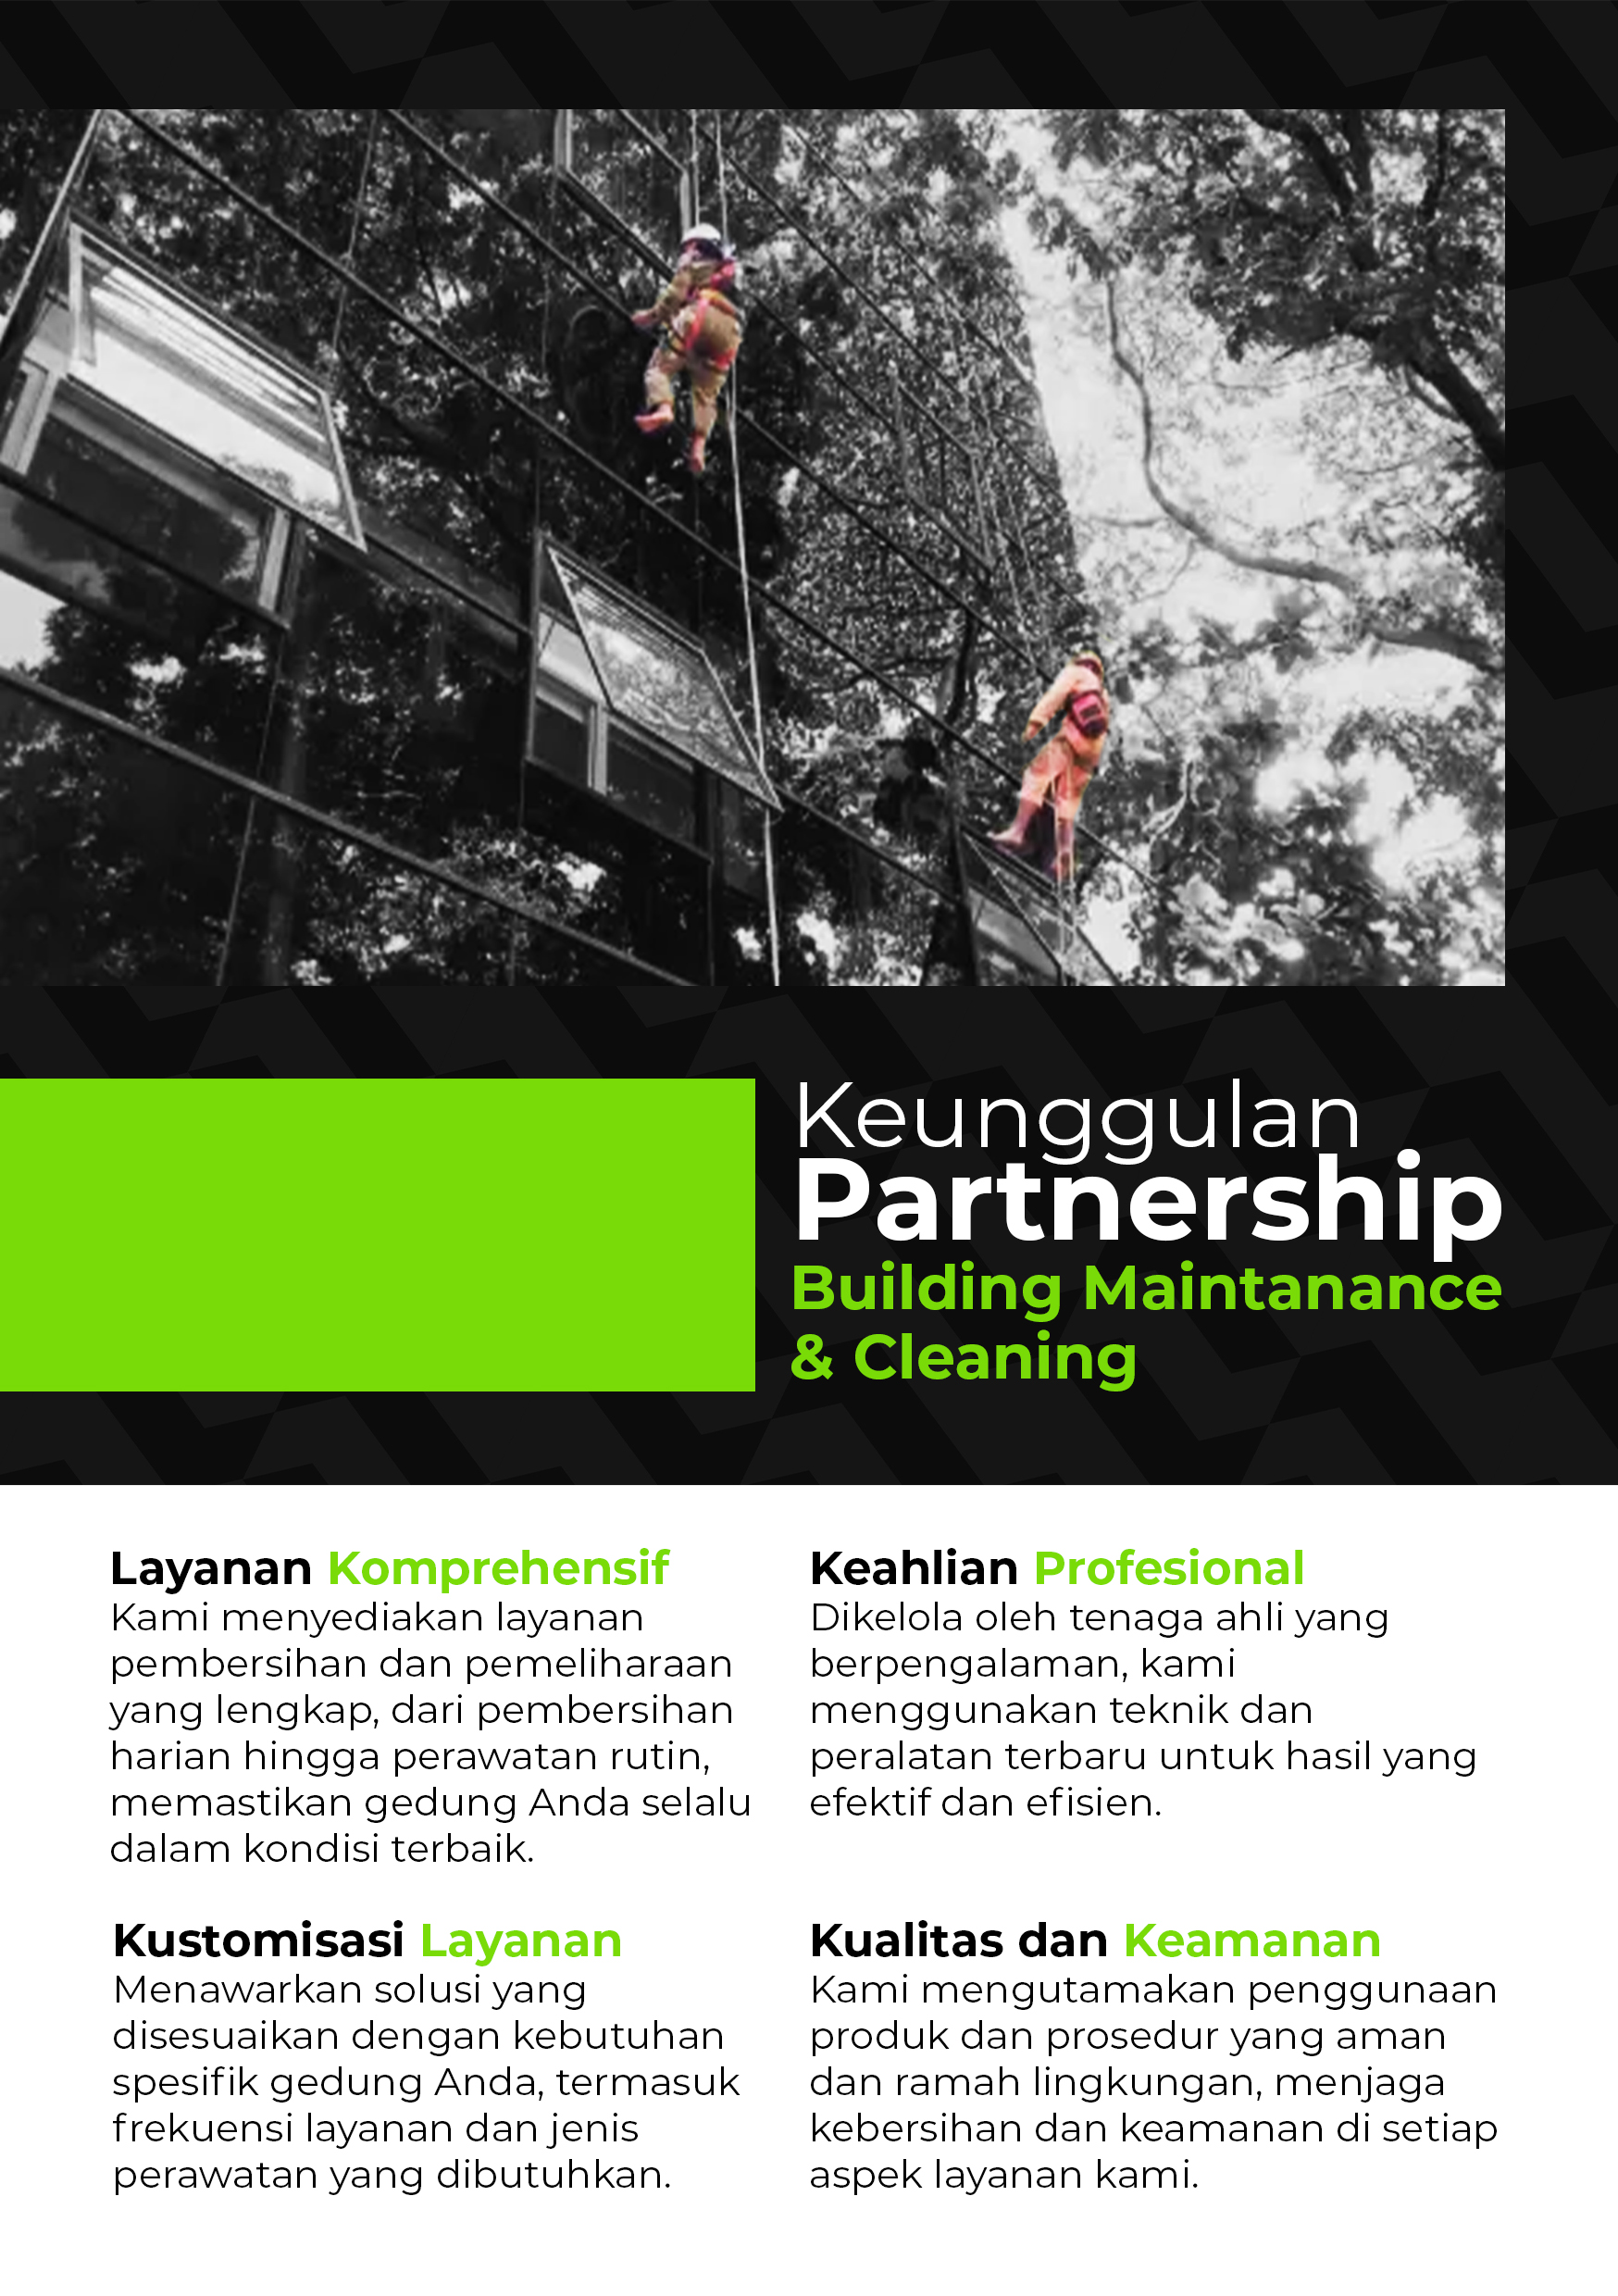 Keunggulan
Partnership
Building Maintanance
& Cleaning
Layanan Komprehensif
Kami menyediakan layanan
pembersihan dan pemeliharaan
yang lengkap, dari pembersihan
harian hingga perawatan rutin,
memastikan gedung Anda selalu
dalam kondisi terbaik.
Keahlian Profesional
Dikelola oleh tenaga ahli yang
berpengalaman, kami
menggunakan teknik dan
peralatan terbaru untuk hasil yang
efektif dan efisien.
Kustomisasi Layanan
Menawarkan solusi yang
disesuaikan dengan kebutuhan
spesifik gedung Anda, termasuk
frekuensi layanan dan jenis
perawatan yang dibutuhkan.
Kualitas dan Keamanan
Kami mengutamakan penggunaan
produk dan prosedur yang aman
dan ramah lingkungan, menjaga
kebersihan dan keamanan di setiap
aspek layanan kami.